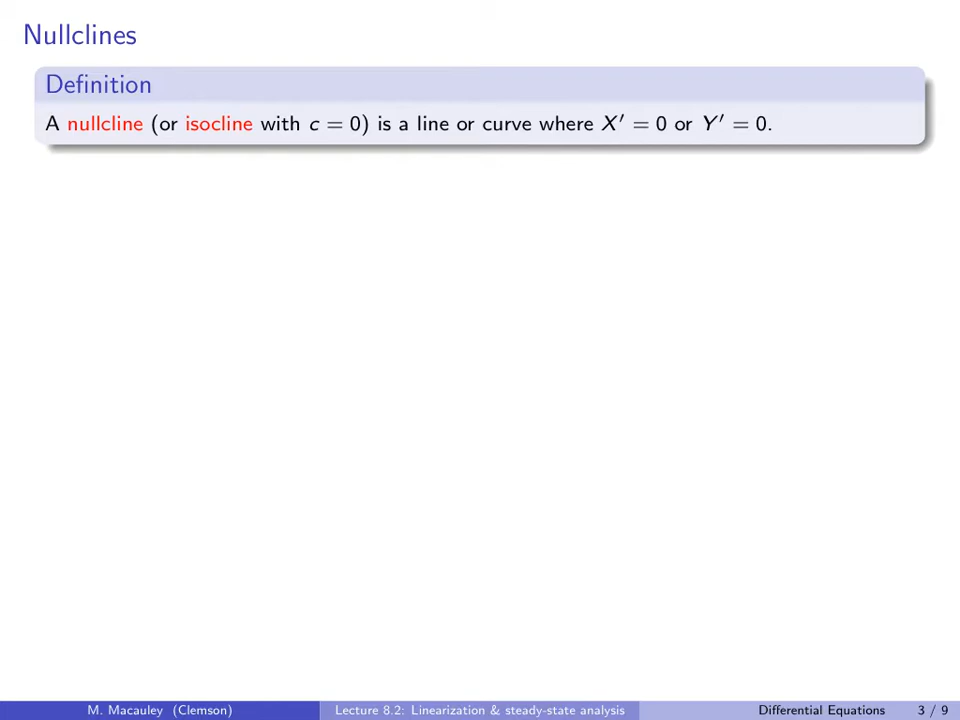 Nullclines
Definition
A nullcline (or isocline with c = 0) is a line or curve where X′ = 0 or Y′ = 0.
M. Macauley (Clemson) Lecture 8.2: Linearization & steady-state analysis Differential Equations 3 / 9